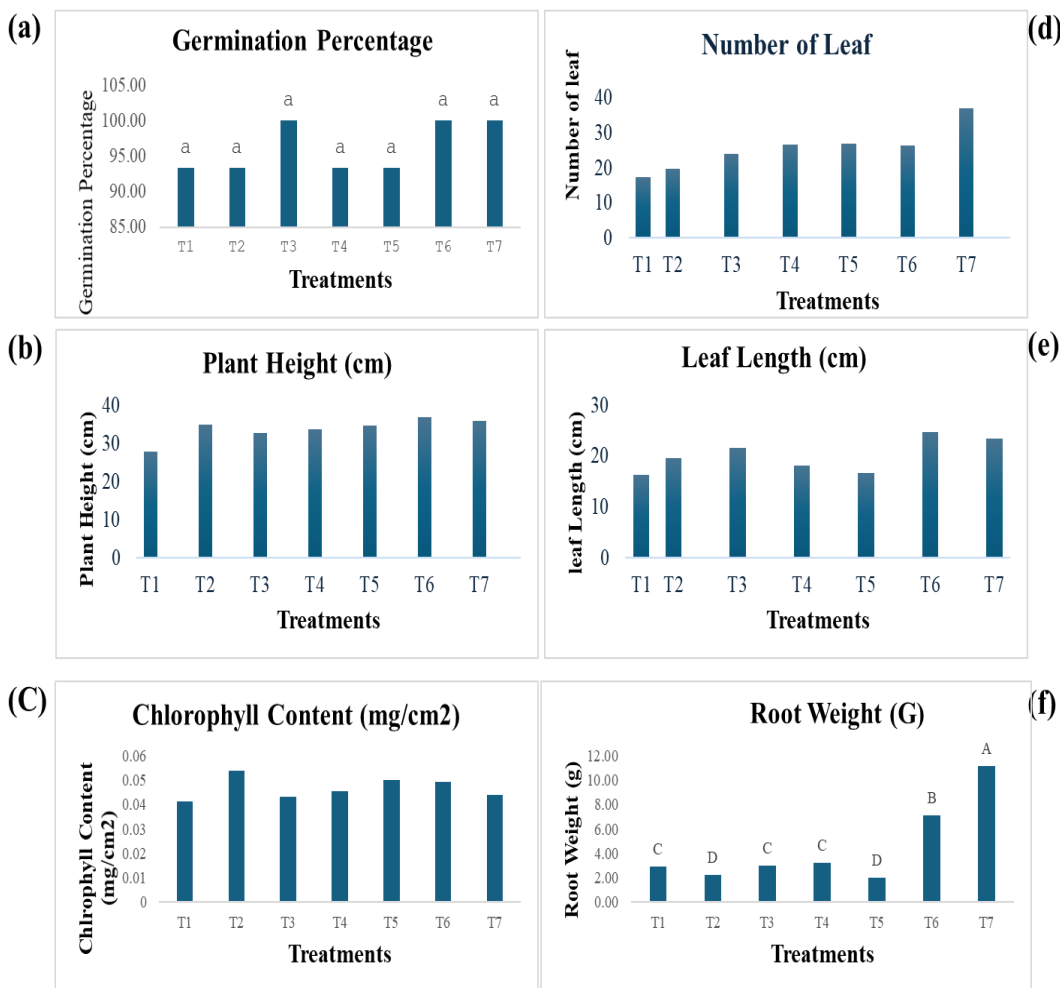 (a)
Germination Percentage
Germination Percentage
105.00
100.00
95.00
90.00
85.00
a a a a a a a
T1 T2 T3 T4 T5 T6 T7
Treatments
(d)
Number of Leaf
Number of leaf
40
30
20
10
0
T1 T2 T3 T4 T5 T6 T7
Treatments
(b)
Plant Height (cm)
Plant Height (cm)
40
30
20
10
0
T1 T2 T3 T4 T5 T6 T7
Treatments
(e)
Leaf Length (cm)
leaf Length (cm)
30
20
10
0
T1 T2 T3 T4 T5 T6 T7
Treatments
(C)
Chlorophyll Content (mg/cm2)
Chlrophyll Content
(mg/cm2)
0.06
0.05
0.04
0.03
0.02
0.01
0
T1 T2 T3 T4 T5 T6 T7
Treatments
(f)
Root Weight (G)
Root Weight (g)
12.00
10.00
8.00
6.00
4.00
2.00
0.00
C D C C D B A
T1 T2 T3 T4 T5 T6 T7
Treatments